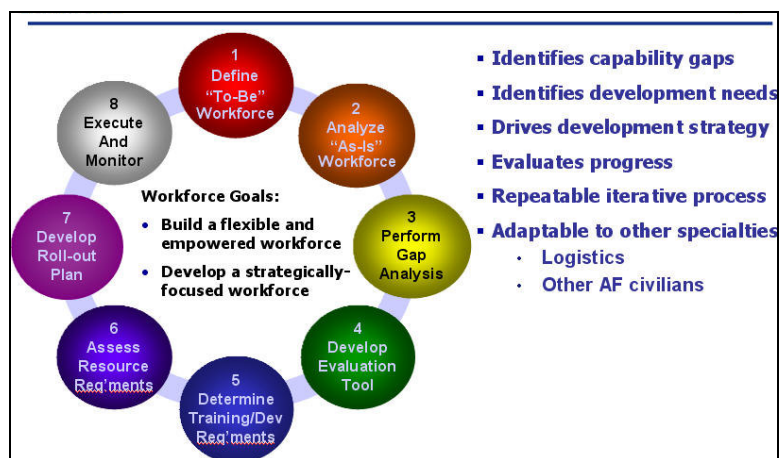 1
Define
“To-Be”
Workforce
2
Analyze
“As-Is”
Workforce
3
Perform
Gap
Analysis
4
Develop
Evaluation
Tool
5
Determine
Training/Dev
Req’ments
6
Assess
Resource
Req’ments
7
Develop
Roll-out
Plan
8
Execute
And
Monitor
Workforce Goals:
• Build a flexible and
empowered workforce
• Develop a strategically-
focused workforce
▪ Identifies capability gaps
▪ Identifies development needs
▪ Drives development strategy
▪ Evaluates progress
▪ Repeatable iterative process
▪ Adaptable to other specialties
• Logistics
• Other AF civilians